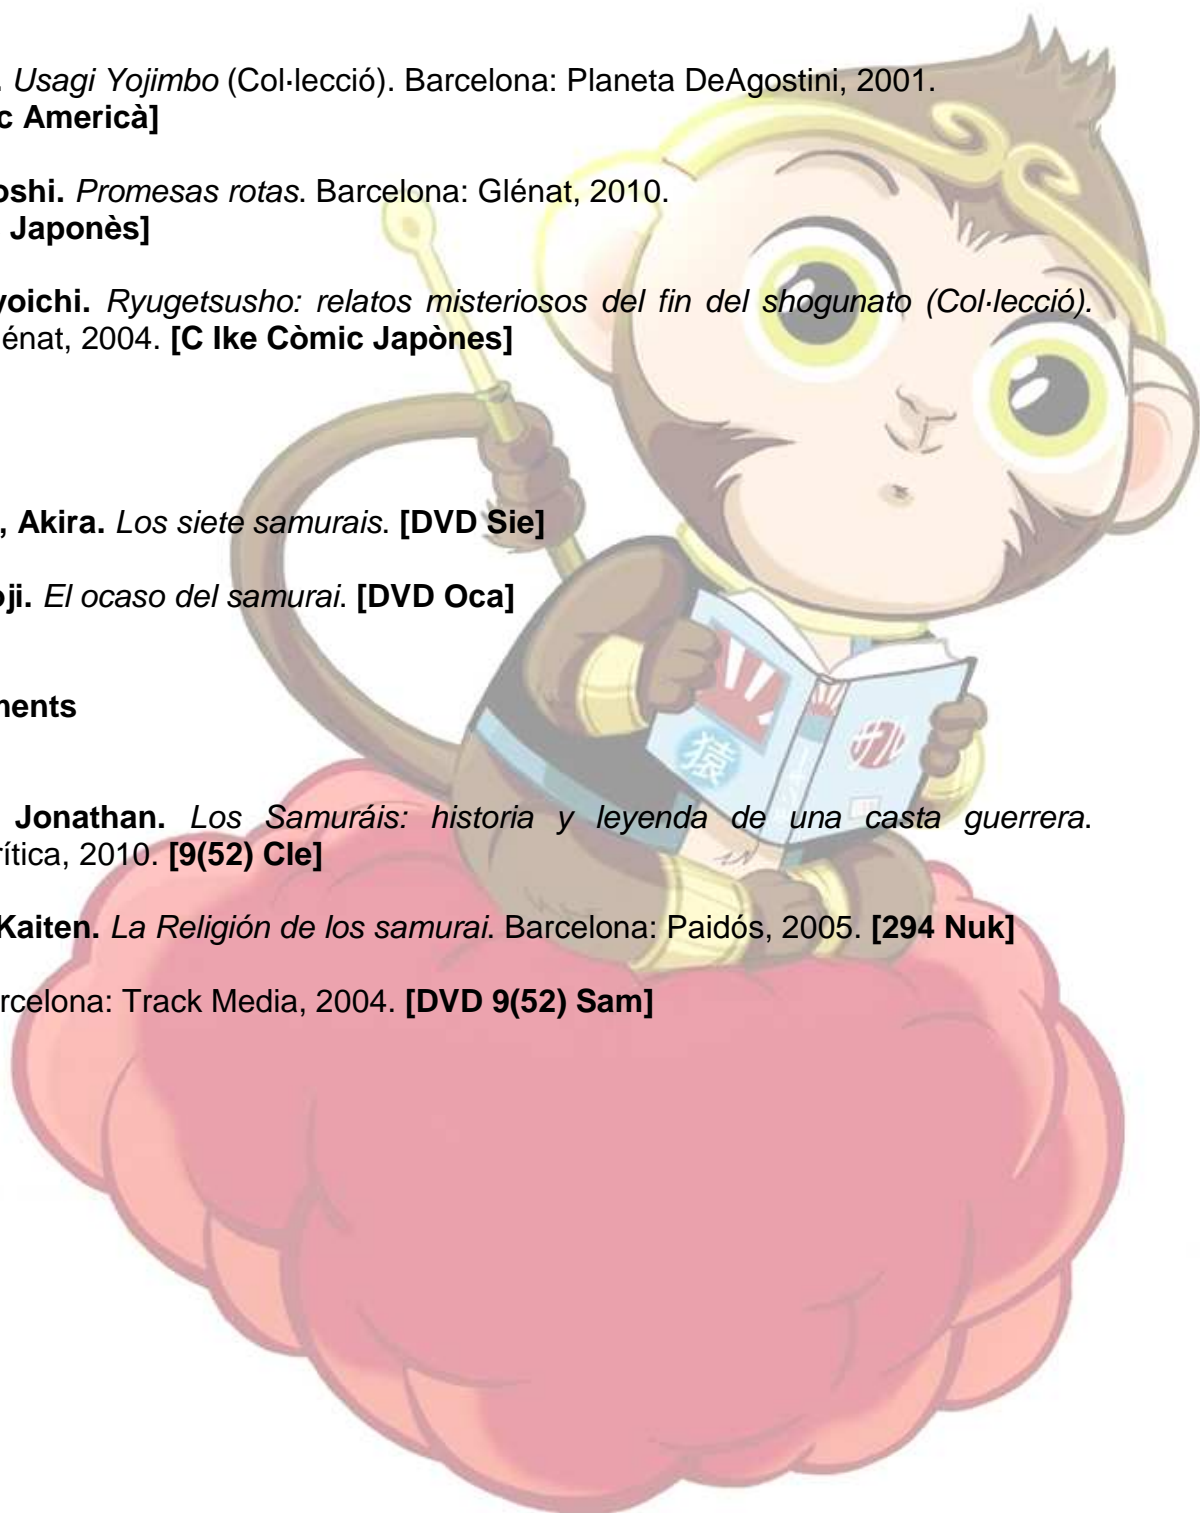 . Usagi Yojimbo (Col·lecció). Barcelona: Planeta DeAgostini, 2001.
c Americà]
oshi. Promesas rotas. Barcelona: Glénat, 2010.
Japonès]
yoichi. Ryugetsusho: relatos misteriosos del fin del shogunato (Col·lecció).
énat, 2004. [C Ike Còmic Japònes]
, Akira. Los siete samurais. [DVD Sie]
oji. El ocaso del samurai. [DVD Oca]
ments
Jonathan. Los Samuráis: historia y leyenda de una casta guerrera.
rítica, 2010. [9(52) Cle]
Kaiten. La Religión de los samurai. Barcelona: Paidós, 2005. [294 Nuk]
rcelona: Track Media, 2004. [DVD 9(52) Sam]
猿
サル